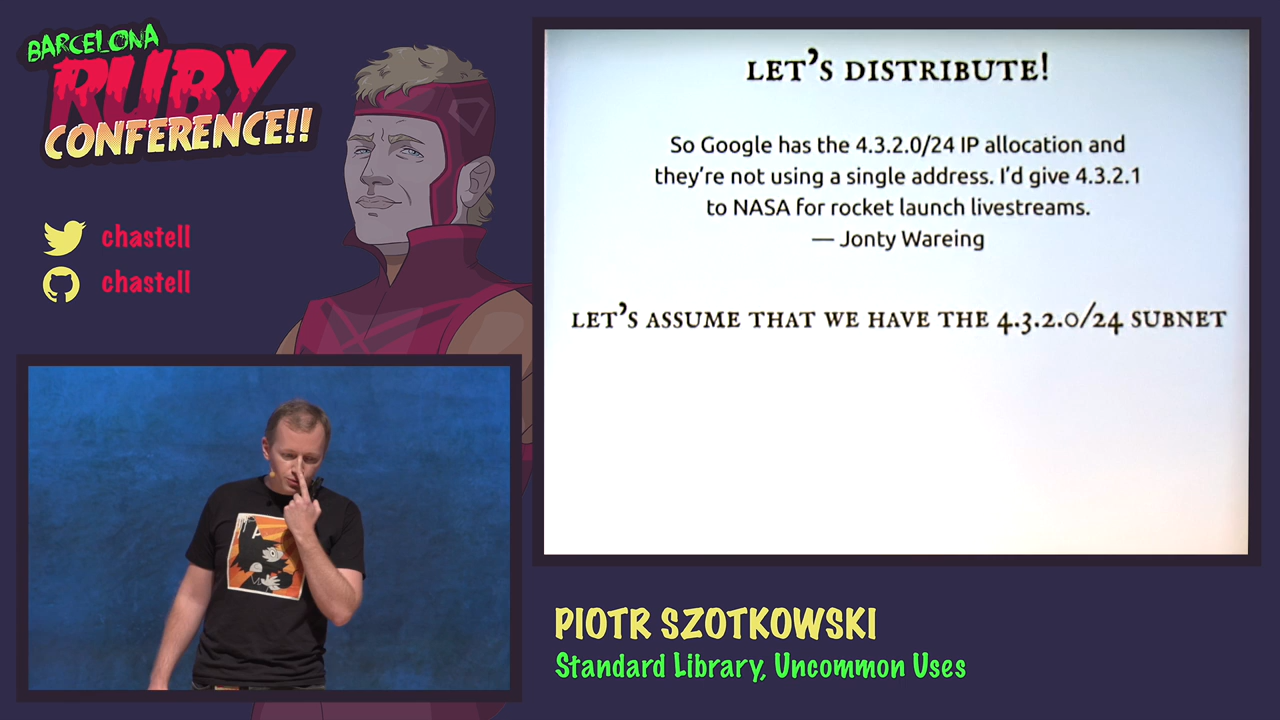 BARCELONA
RUBY
CONFERENCE!!
chastell
chastell
LET'S DISTRIBUTE!
So Google has the 4.3.2.0/24 IP allocation and
they're not using a single address. I'd give 4.3.2.1
to NASA for rocket launch livestreams.
— Jonty Wareing
LET'S ASSUME THAT WE HAVE THE 4.3.2.0/24 SUBNET
PIOTR SZOTKOWSKI
Standard Library, Uncommon Uses